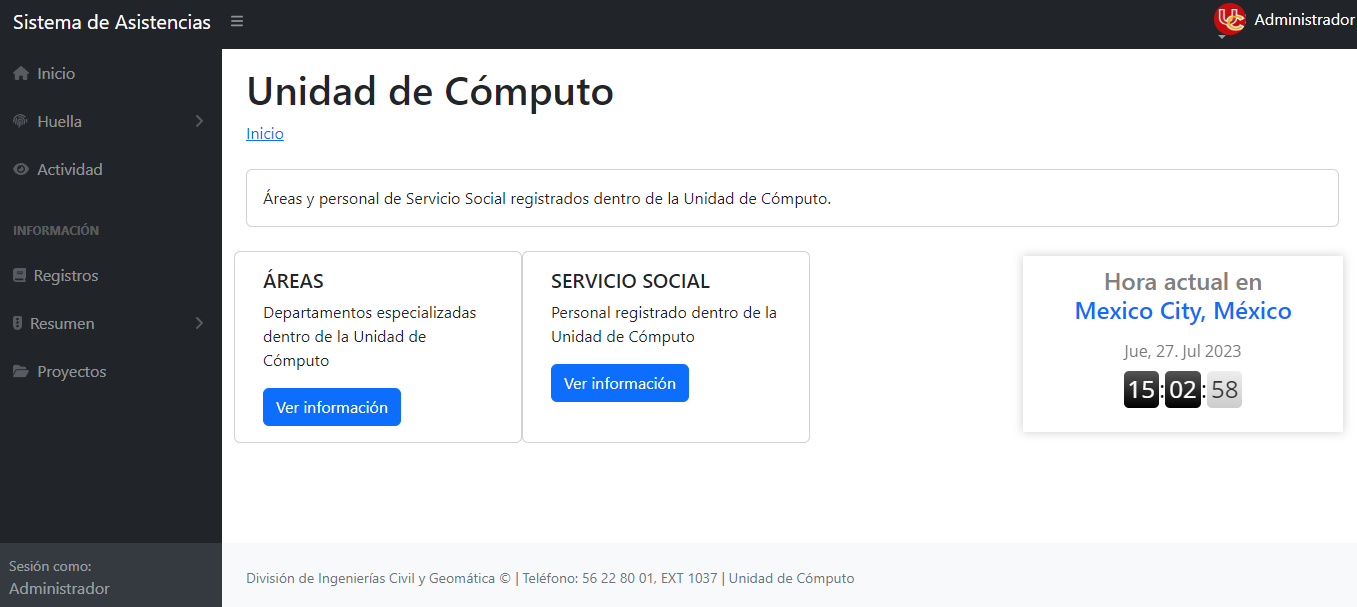 Sistema de Asistencias
Administrador
Inicio
Huella
Actividad
INFORMACIÓN
Registros
Resumen
Proyectos
Sesión como:
Administrador
Unidad de Cómputo
Inicio
Áreas y personal de Servicio Social registrados dentro de la Unidad de Cómputo.
ÁREAS
Departamentos especializadas
dentro de la Unidad de
Cómputo
Ver información
SERVICIO SOCIAL
Personal registrado dentro de la
Unidad de Cómputo
Ver información
Hora actual en
Mexico City, México
Jue, 27. Jul 2023
15:02:58
División de Ingenierías Civil y Geomática © | Teléfono: 56 22 80 01, EXT 1037 | Unidad de Cómputo